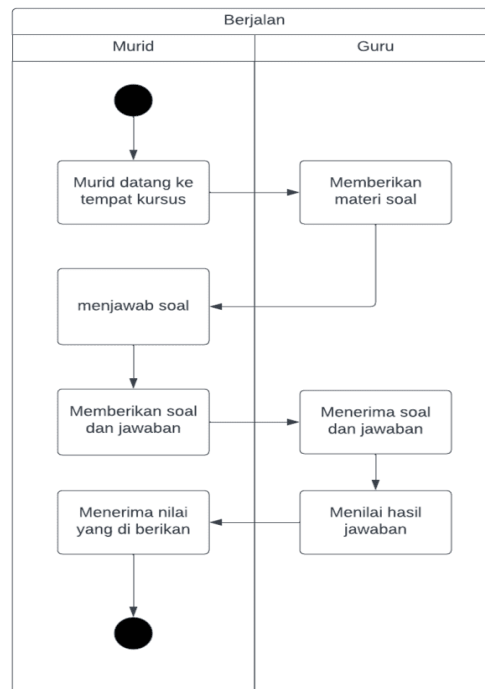 Berjalan
Murid
Guru
Murid datang ke
tempat kursus
Memberikan
materi soal
menjawab soal
Memberikan soal
dan jawaban
Menerima soal
dan jawaban
Menerima nilai
yang di berikan
Menilai hasil
jawaban